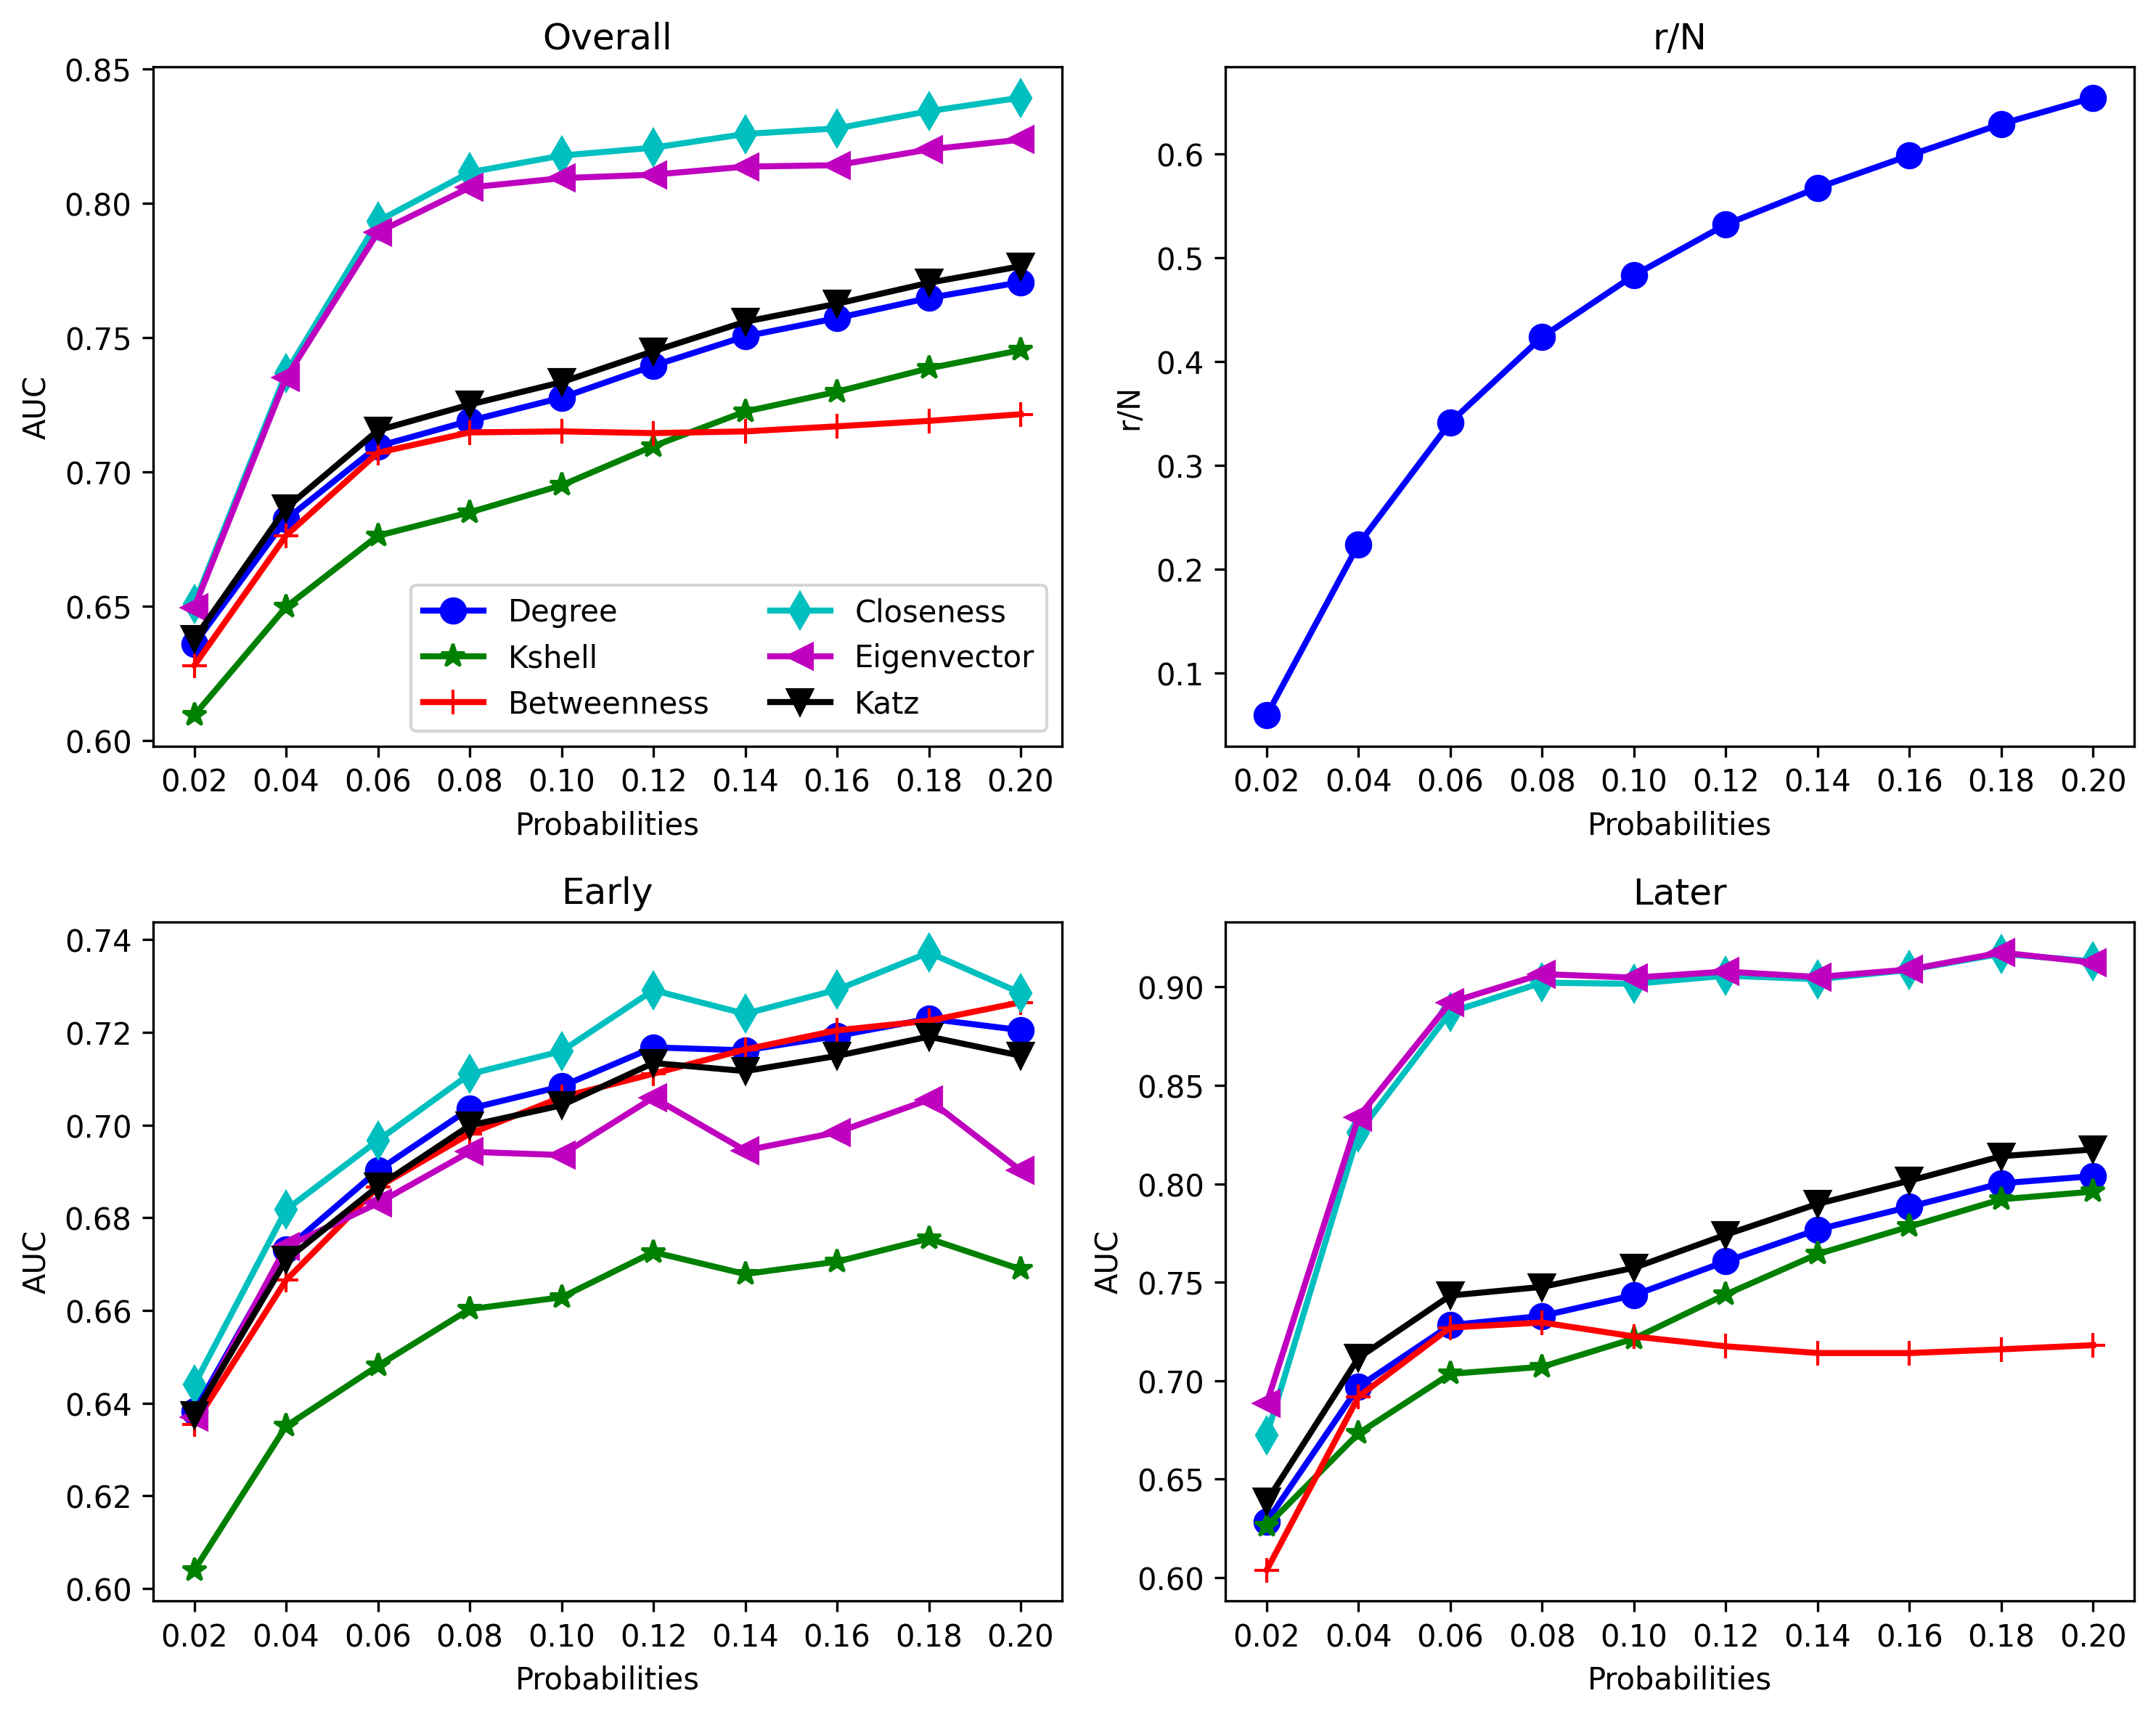 Overall
0.85
0.80
0.75
0.70
0.65
0.60
AUC
Degree
Kshell
Betweenness
Closeness
Eigenvector
Katz
0.02 0.04 0.06 0.08 0.10 0.12 0.14 0.16 0.18 0.20
Probabilities
r/N
0.6
0.5
0.4
0.3
0.2
0.1
r/N
0.02 0.04 0.06 0.08 0.10 0.12 0.14 0.16 0.18 0.20
Probabilities
Early
0.74
0.72
0.70
0.68
0.66
0.64
0.62
0.60
AUC
0.02 0.04 0.06 0.08 0.10 0.12 0.14 0.16 0.18 0.20
Probabilities
Later
0.90
0.85
0.80
0.75
0.70
0.65
0.60
AUC
0.02 0.04 0.06 0.08 0.10 0.12 0.14 0.16 0.18 0.20
Probabilities